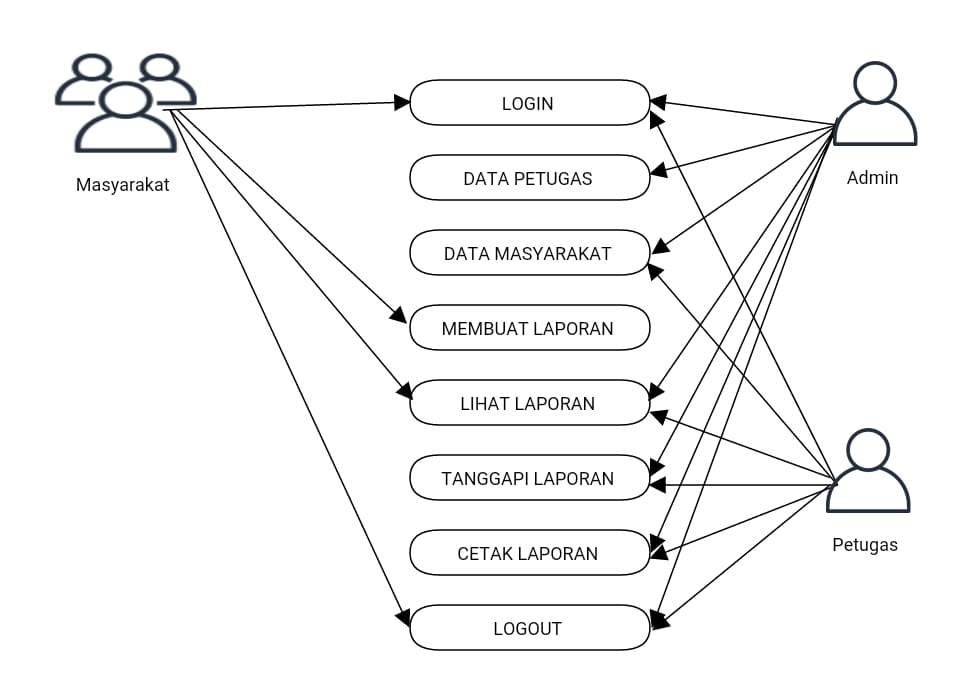 Masyarakat
LOGIN
DATA PETUGAS
DATA MASYARAKAT
MEMBUAT LAPORAN
LIHAT LAPORAN
TANGGAPI LAPORAN
CETAK LAPORAN
LOGOUT
Admin
Petugas